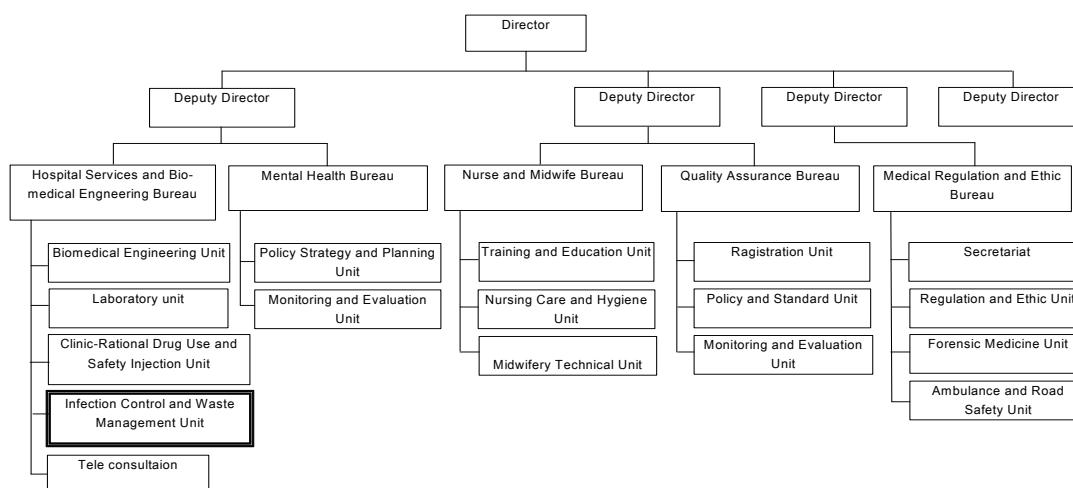 Director
Deputy Director
Deputy Director
Deputy Director
Deputy Director
Hospital Services and Bio-
medical Engneering Bureau
Mental Health Bureau
Nurse and Midwife Bureau
Quality Assurance Bureau
Medical Regulation and Ethic
Bureau
Biomedical Engineering Unit
Laboratory unit
Clinic-Rational Drug Use and
Safety Injection Unit
Infection Control and Waste
Management Unit
Tele consultaion
Policy Strategy and Planning
Unit
Monitoring and Evaluation
Unit
Training and Education Unit
Nursing Care and Hygiene
Unit
Midwifery Technical Unit
Ragistration Unit
Policy and Standard Unit
Monitoring and Evaluation
Unit
Secretariat
Regulation and Ethic Unit
Forensic Medicine Unit
Ambulance and Road
Safety Unit